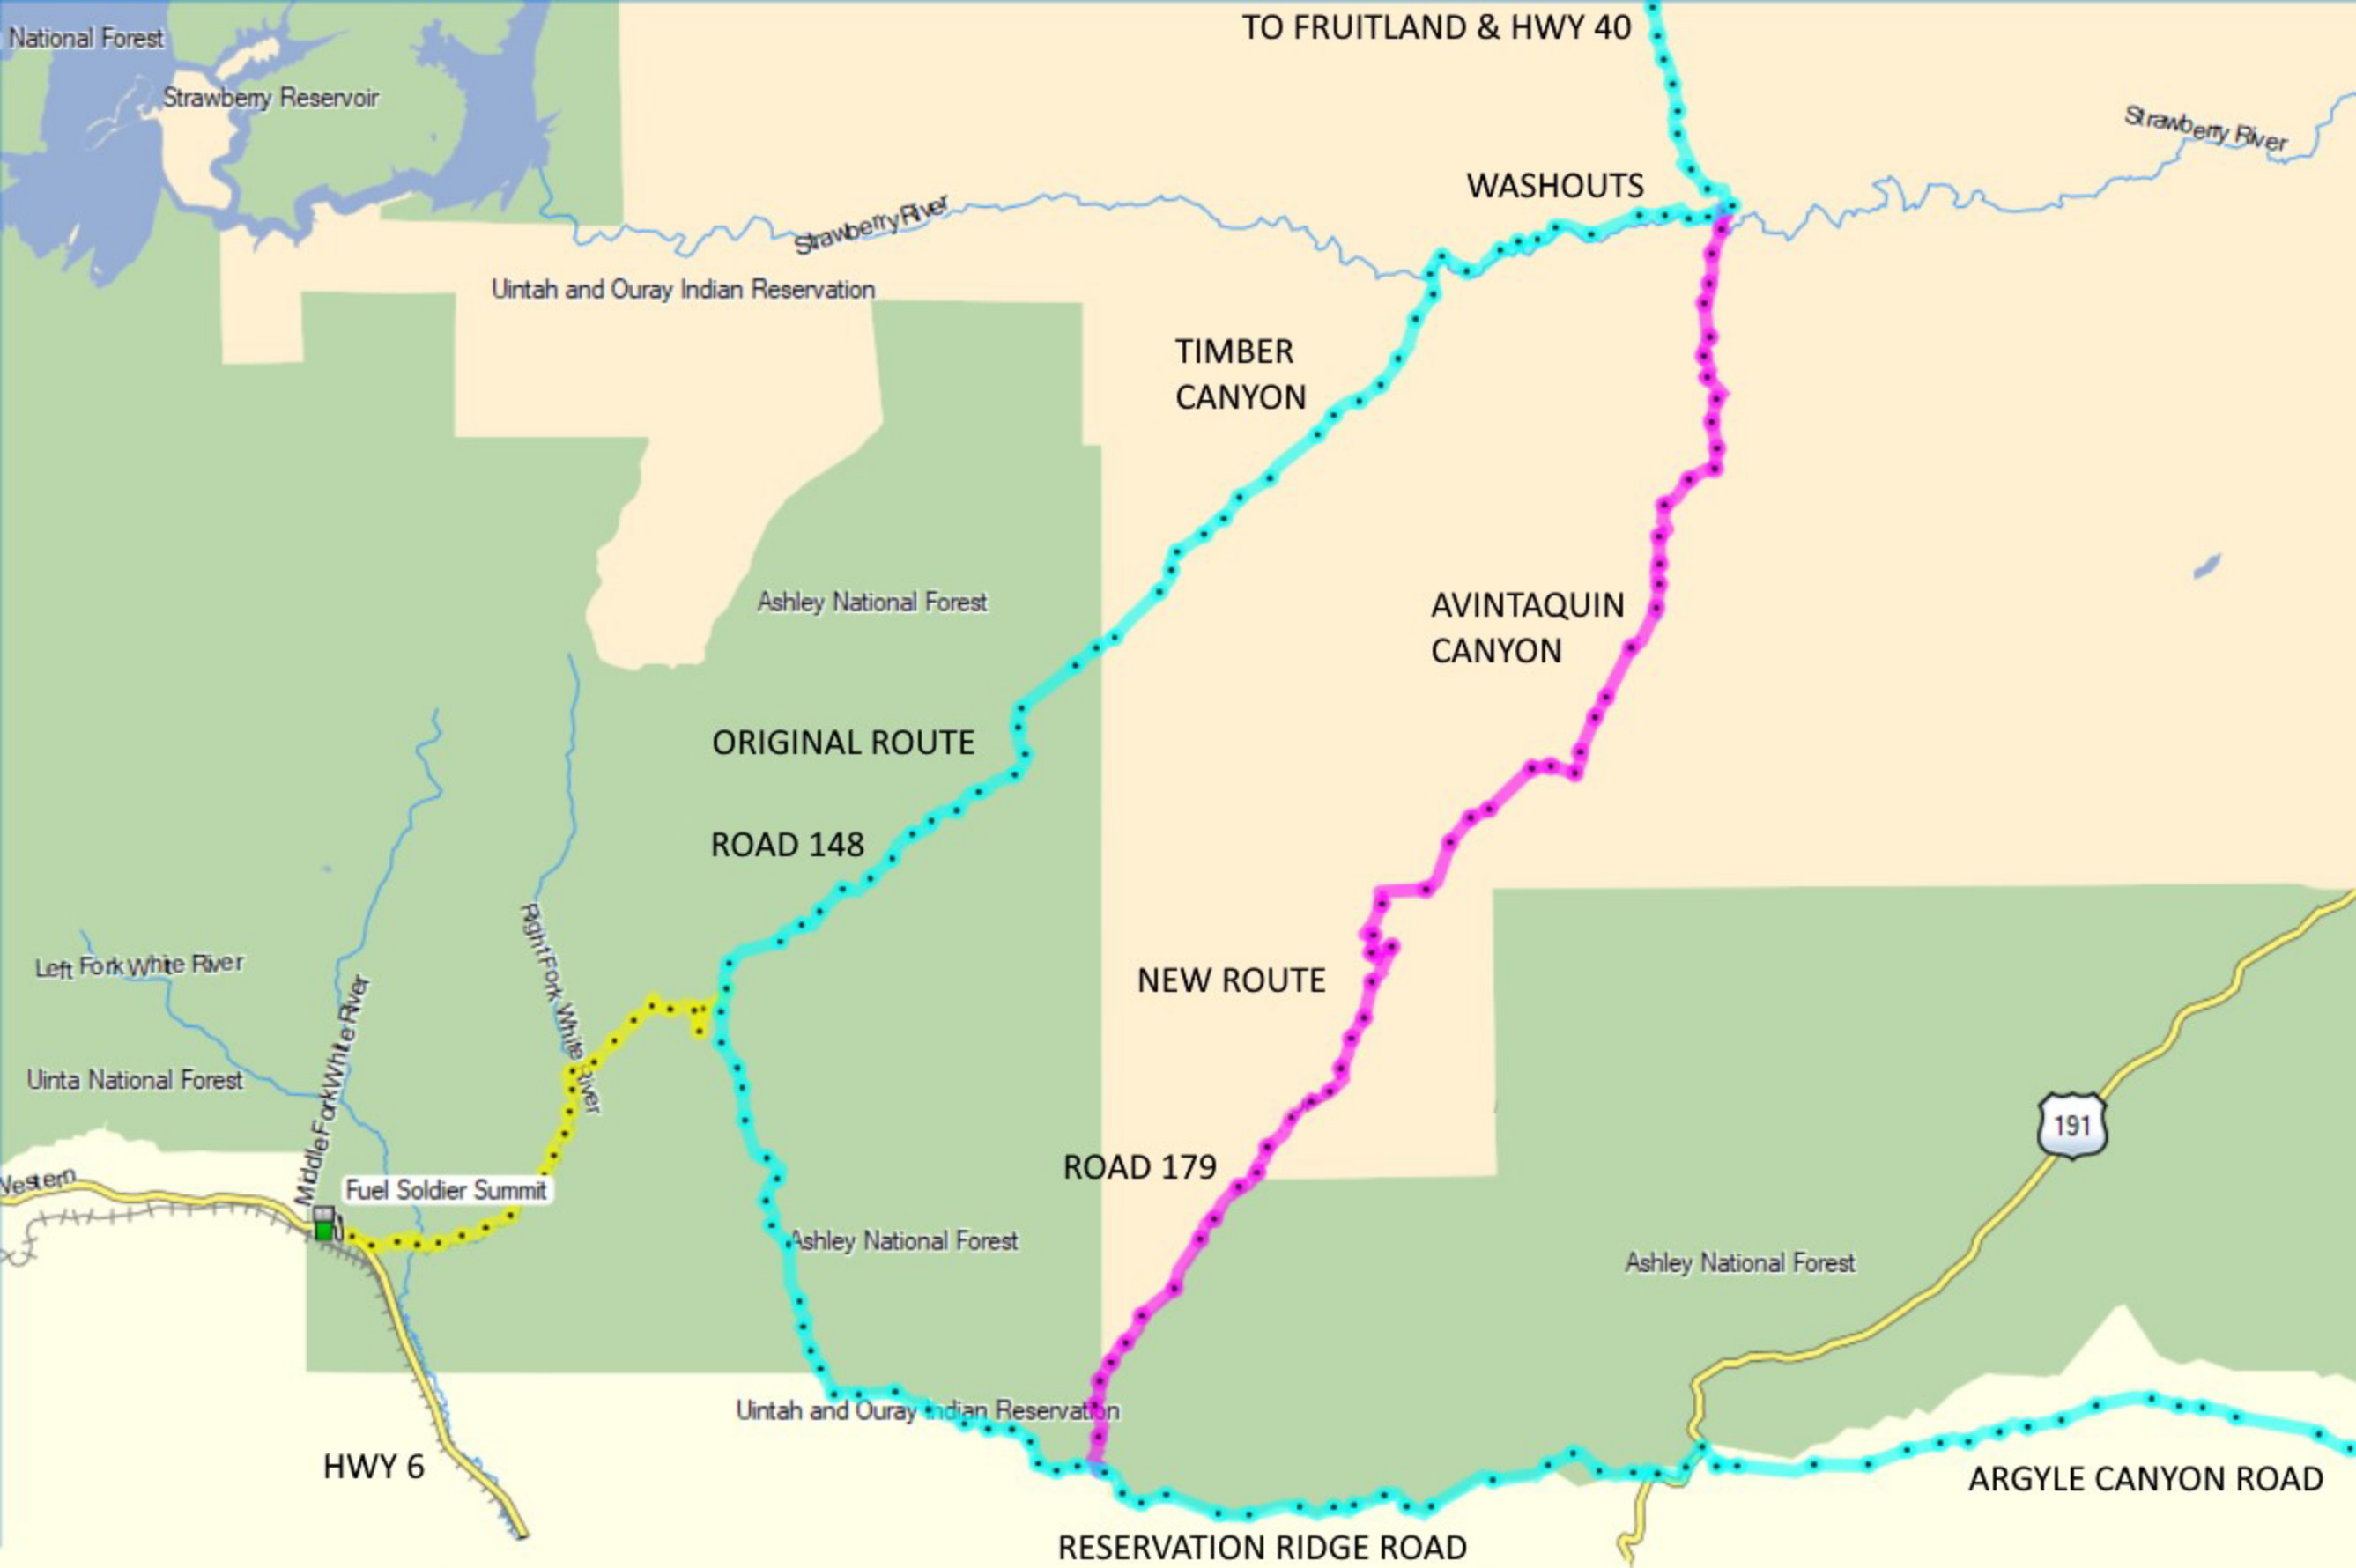 TO FRUITLAND & HWY 40
National Forest
Strawberry Reservoir
Strawberry River
WASHOUTS
Strawberry River
Uintah and Ouray Indian Reservation
TIMBER
CANYON
Ashley National Forest
AVINTAQUIN
CANYON
ORIGINAL ROUTE
ROAD 148
Left Fork White River
Right Fork White River
NEW ROUTE
Middle Fork White River
Uinta National Forest
191
ROAD 179
Western
Fuel Soldier Summit
Ashley National Forest
Ashley National Forest
Uintah and Ouray Indian Reservation
HWY 6
ARGYLE CANYON ROAD
RESERVATION RIDGE ROAD